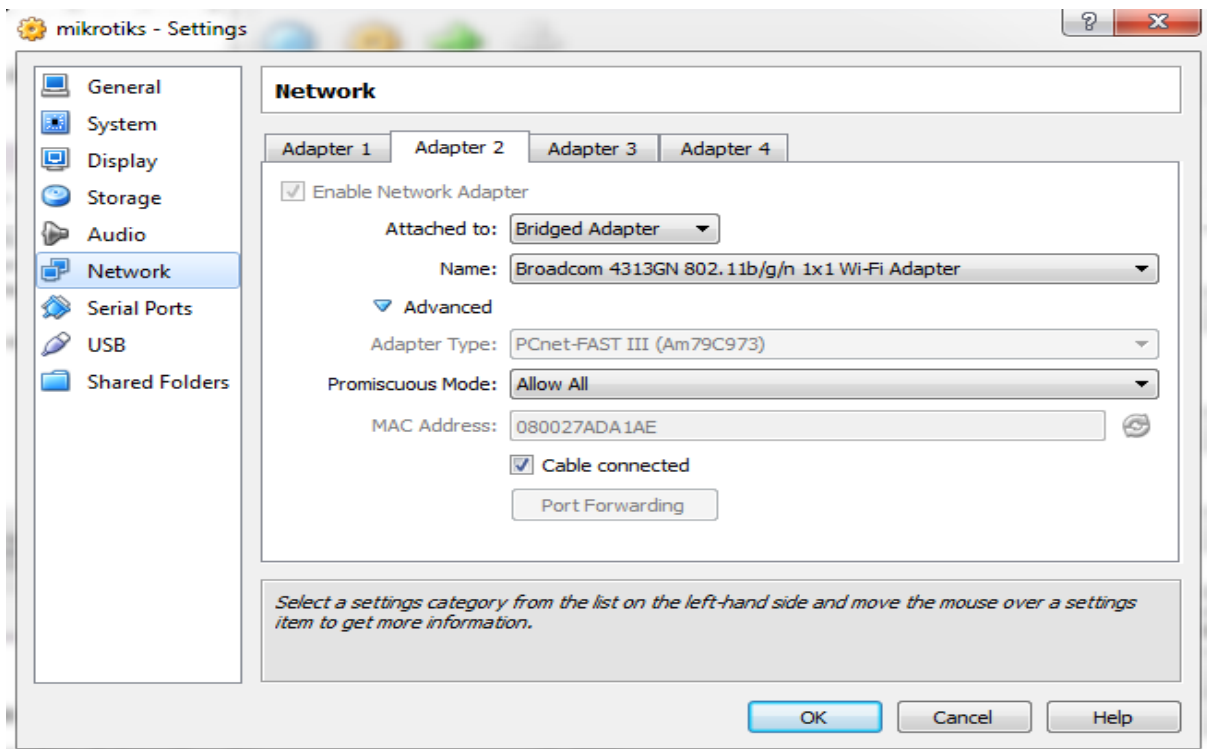 mikrotiks - Settings
General
System
Display
Storage
Audio
Network
Serial Ports
USB
Shared Folders
Network
Adapter 1 Adapter 2 Adapter 3 Adapter 4
Enable Network Adapter
Attached to: Bridged Adapter
Name: Broadcom 4313GN 802.11b/g/n 1x1 Wi-Fi Adapter
Advanced
Adapter Type: PCnet-FAST III (Am79C973)
Promiscuous Mode: Allow All
MAC Address: 080027ADA1AE
Cable connected
Port Forwarding
Select a settings category from the list on the left-hand side and move the mouse over a settings
item to get more information.
OK Cancel Help